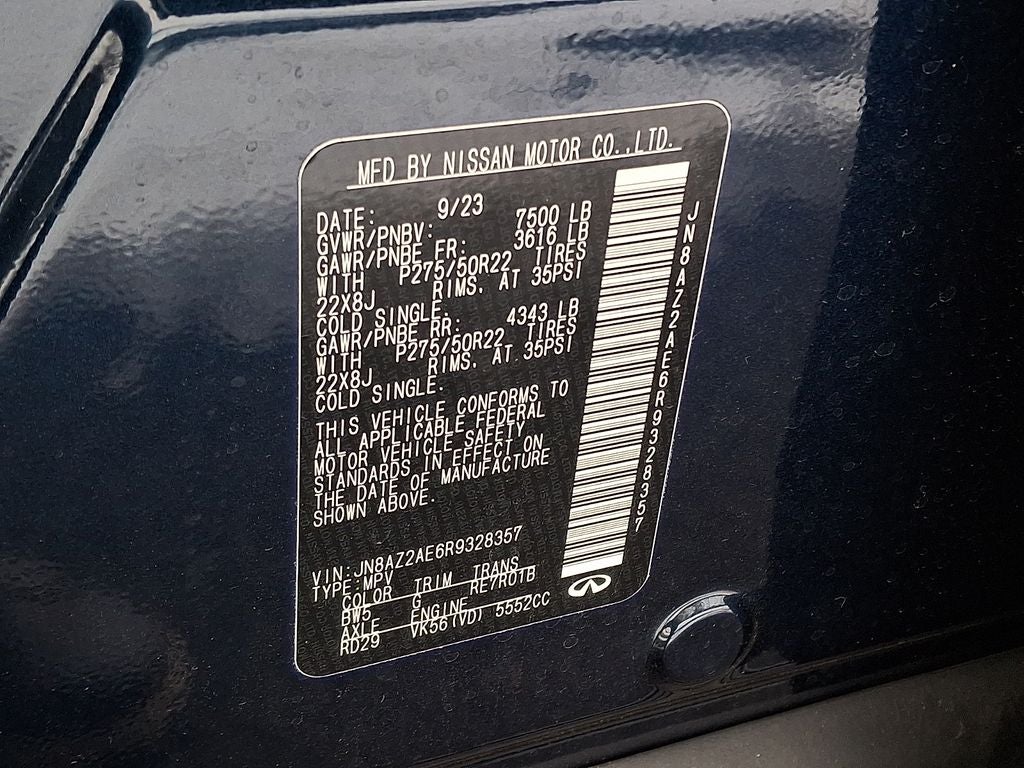 MFD BY NISSAN MOTOR CO.,LTD.
DATE: 9/23
GVWR/PNBV: 7500 LB
GAWR/PNBE FR: 3616 LB
WITH P275/50R22 TIRES
22X8J RIMS, AT 35PSI
COLD SINGLE.
GAWR/PNBE RR: 4343 LB
WITH P275/50R22 TIRES
22X8J RIMS, AT 35PSI
COLD SINGLE.
THIS VEHICLE CONFORMS TO
ALL APPLICABLE FEDERAL
MOTOR VEHICLE SAFETY
STANDARDS IN EFFECT ON
THE DATE OF MANUFACTURE
SHOWN ABOVE.
VIN:JN8AZ2AE6R9328357
TYPE:MPV
COLOR TRIM TRANS
BW5 G RE7R01B
AXLE ENGINE
RD29 VK56(VD) 5552CC
JN8AZ2AE6R9328357